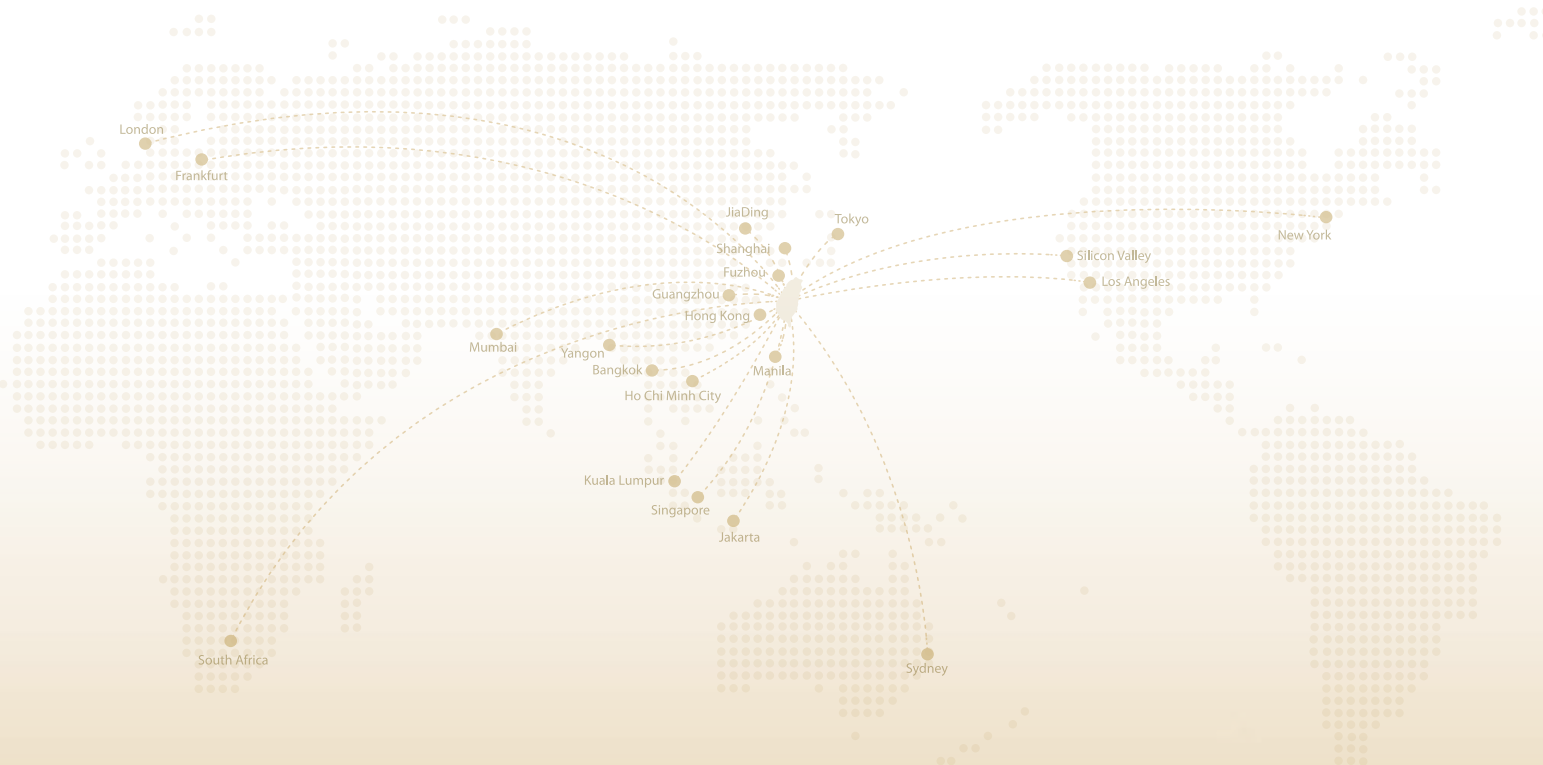 London
Frankfurt
JiaDing
Tokyo
Shanghai
New York
Silicon Valley
Fuzhou
Los Angeles
Guangzhou
Hong Kong
Mumbai
Yangon
Bangkok
Manila
Ho Chi Minh City
Kuala Lumpur
Singapore
Jakarta
South Africa
Sydney